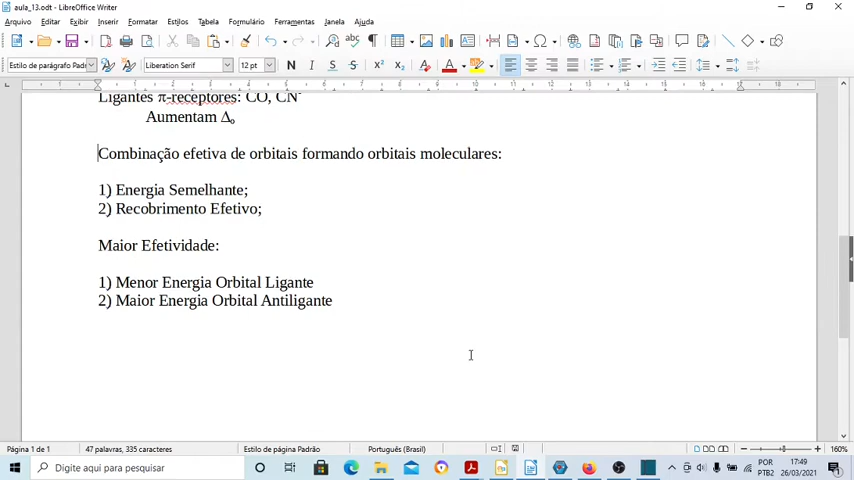 aula_13.odt - LibreOffice Writer
Arquivo Editar Exibir Inserir Formatar Estilos Tabela Formulário Ferramentas Janela Ajuda
Estilo de parágrafo Padr Liberation Serif 12 pt N I S
Ligantes π-receptores: CO, CN⁻
Aumentam Δₒ
Combinação efetiva de orbitais formando orbitais moleculares:
1) Energia Semelhante;
2) Recobrimento Efetivo;
Maior Efetividade:
1) Menor Energia Orbital Ligante
2) Maior Energia Orbital Antiligante
Página 1 de 1 47 palavras, 335 caracteres Estilo de página Padrão Português (Brasil) 160%
Digite aqui para pesquisar
POR
PTB2
17:49
26/03/2021